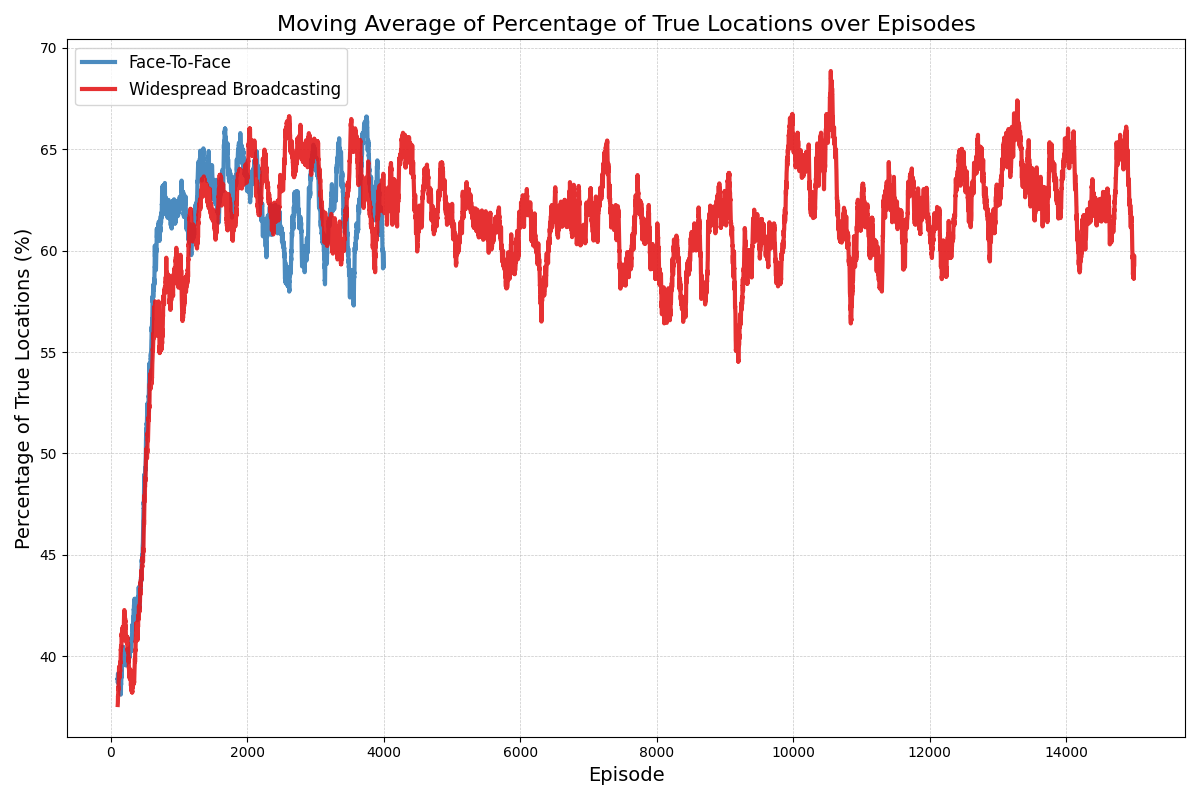 Moving Average of Percentage of True Locations over Episodes
Face-To-Face
Widespread Broadcasting
Percentage of True Locations (%)
70
65
60
55
50
45
40
0 2000 4000 6000 8000 10000 12000 14000
Episode